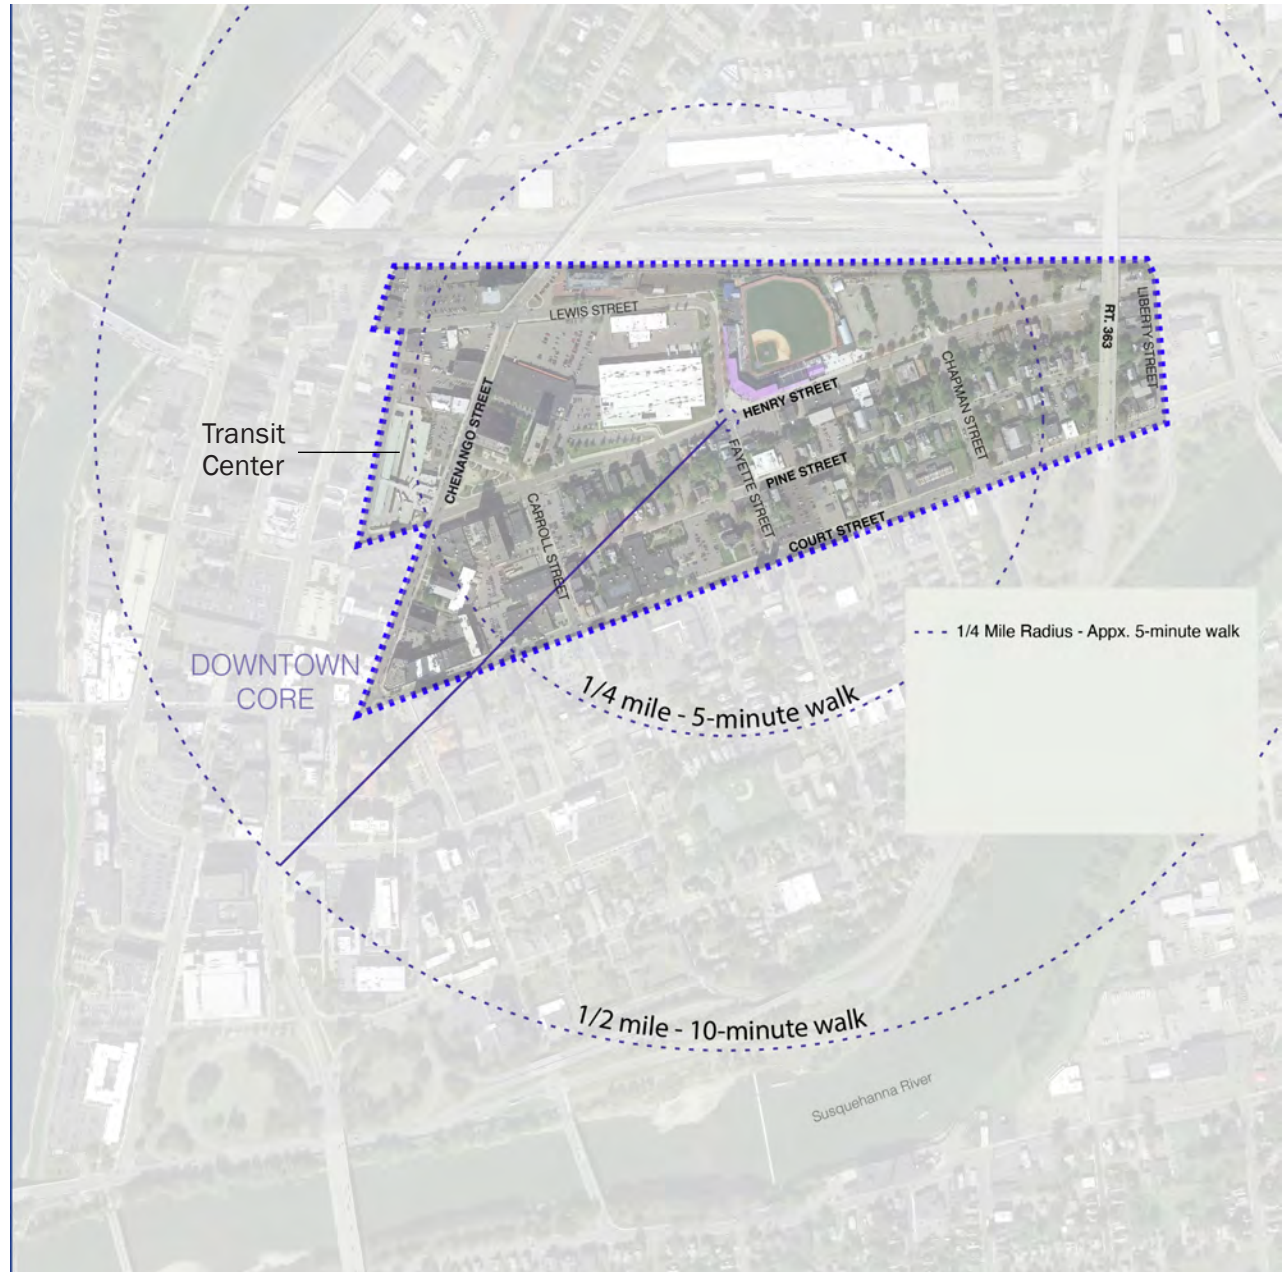 LEWIS STREET
RT. 363
LIBERTY STREET
CHENANGO STREET
HENRY STREET
CHAPMAN STREET
Transit
Center
FAYETTE STREET
PINE STREET
CARROLL STREET
COURT STREET
1/4 Mile Radius - Appx. 5-minute walk
DOWNTOWN
CORE
1/4 mile - 5-minute walk
1/2 mile - 10-minute walk
Susquehanna River